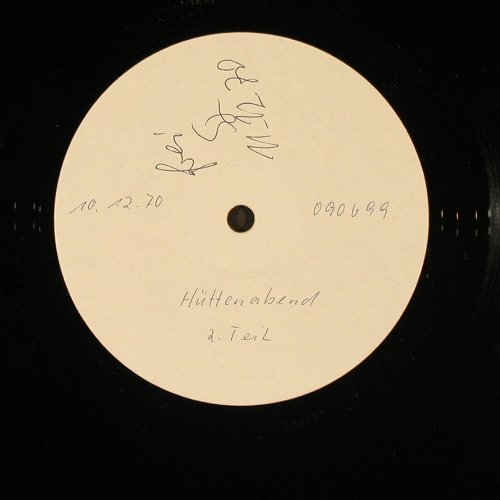 10. 12. 70
090699
Hüttenabend
2. Teil